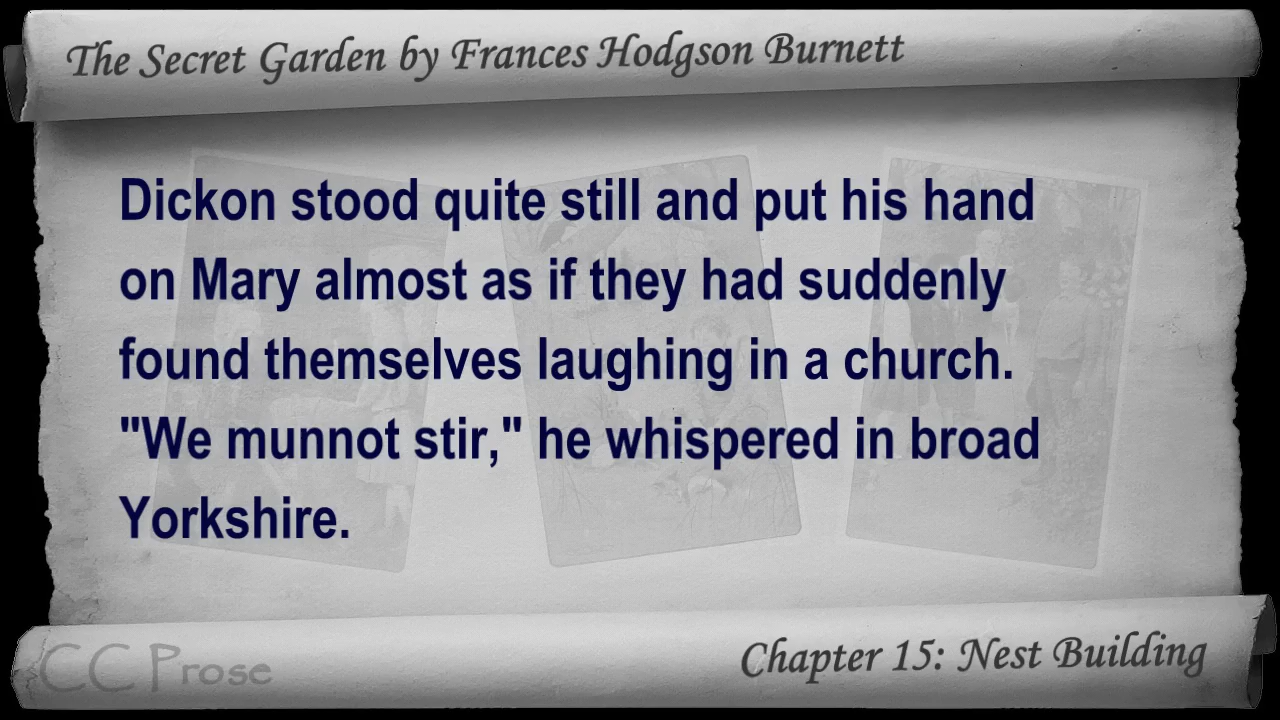 The Secret Garden by Frances Hodgson Burnett
Dickon stood quite still and put his hand
on Mary almost as if they had suddenly
found themselves laughing in a church.
"We munnot stir," he whispered in broad
Yorkshire.
CC Prose
Chapter 15: Nest Building